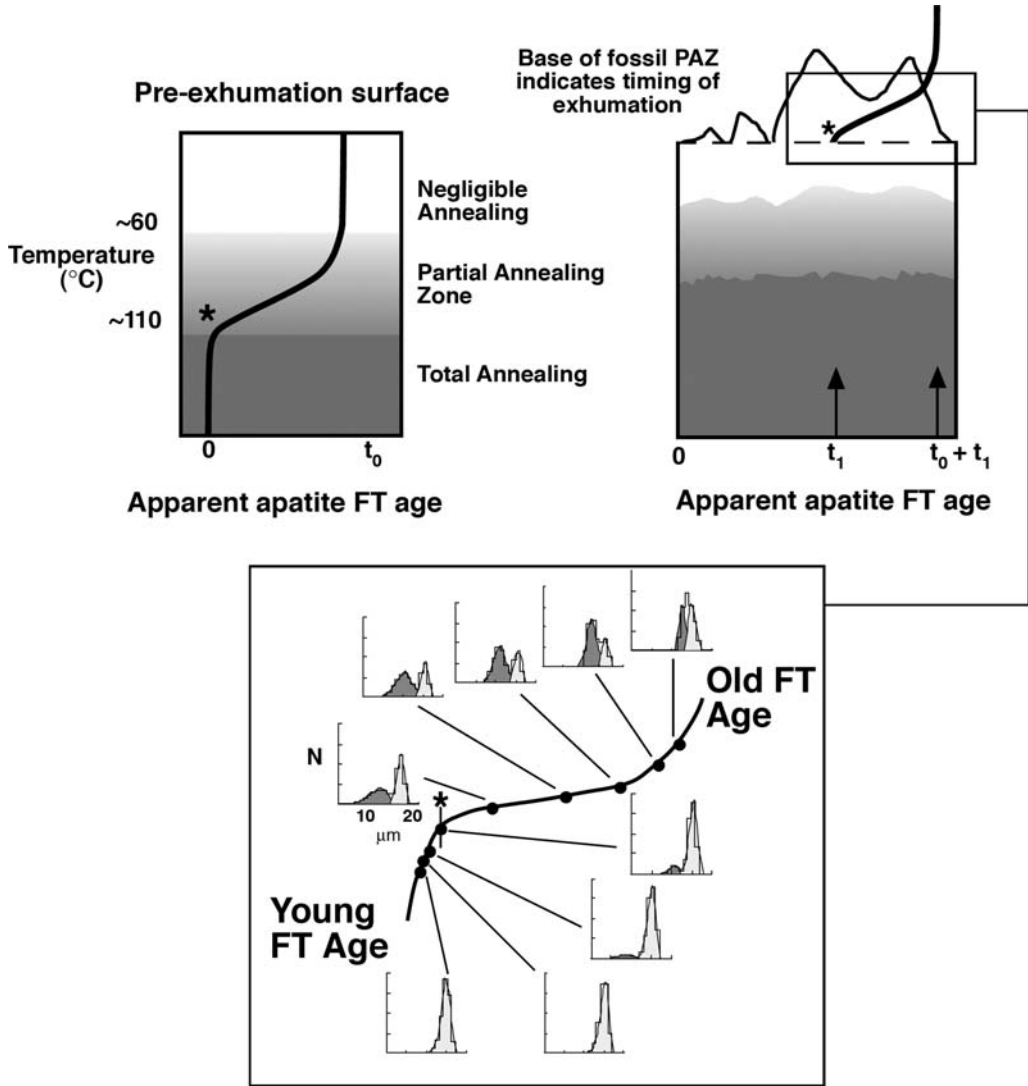 Pre-exhumation surface
~60
Temperature
(°C)
*
~110
Negligible
Annealing
Partial Annealing
Zone
Total Annealing
0
t₀
Apparent apatite FT age
Base of fossil PAZ
indicates timing of
exhumation
*
0
t₁
t₀ + t₁
Apparent apatite FT age
Old FT
Age
N
10 20
µm
*
Young
FT Age